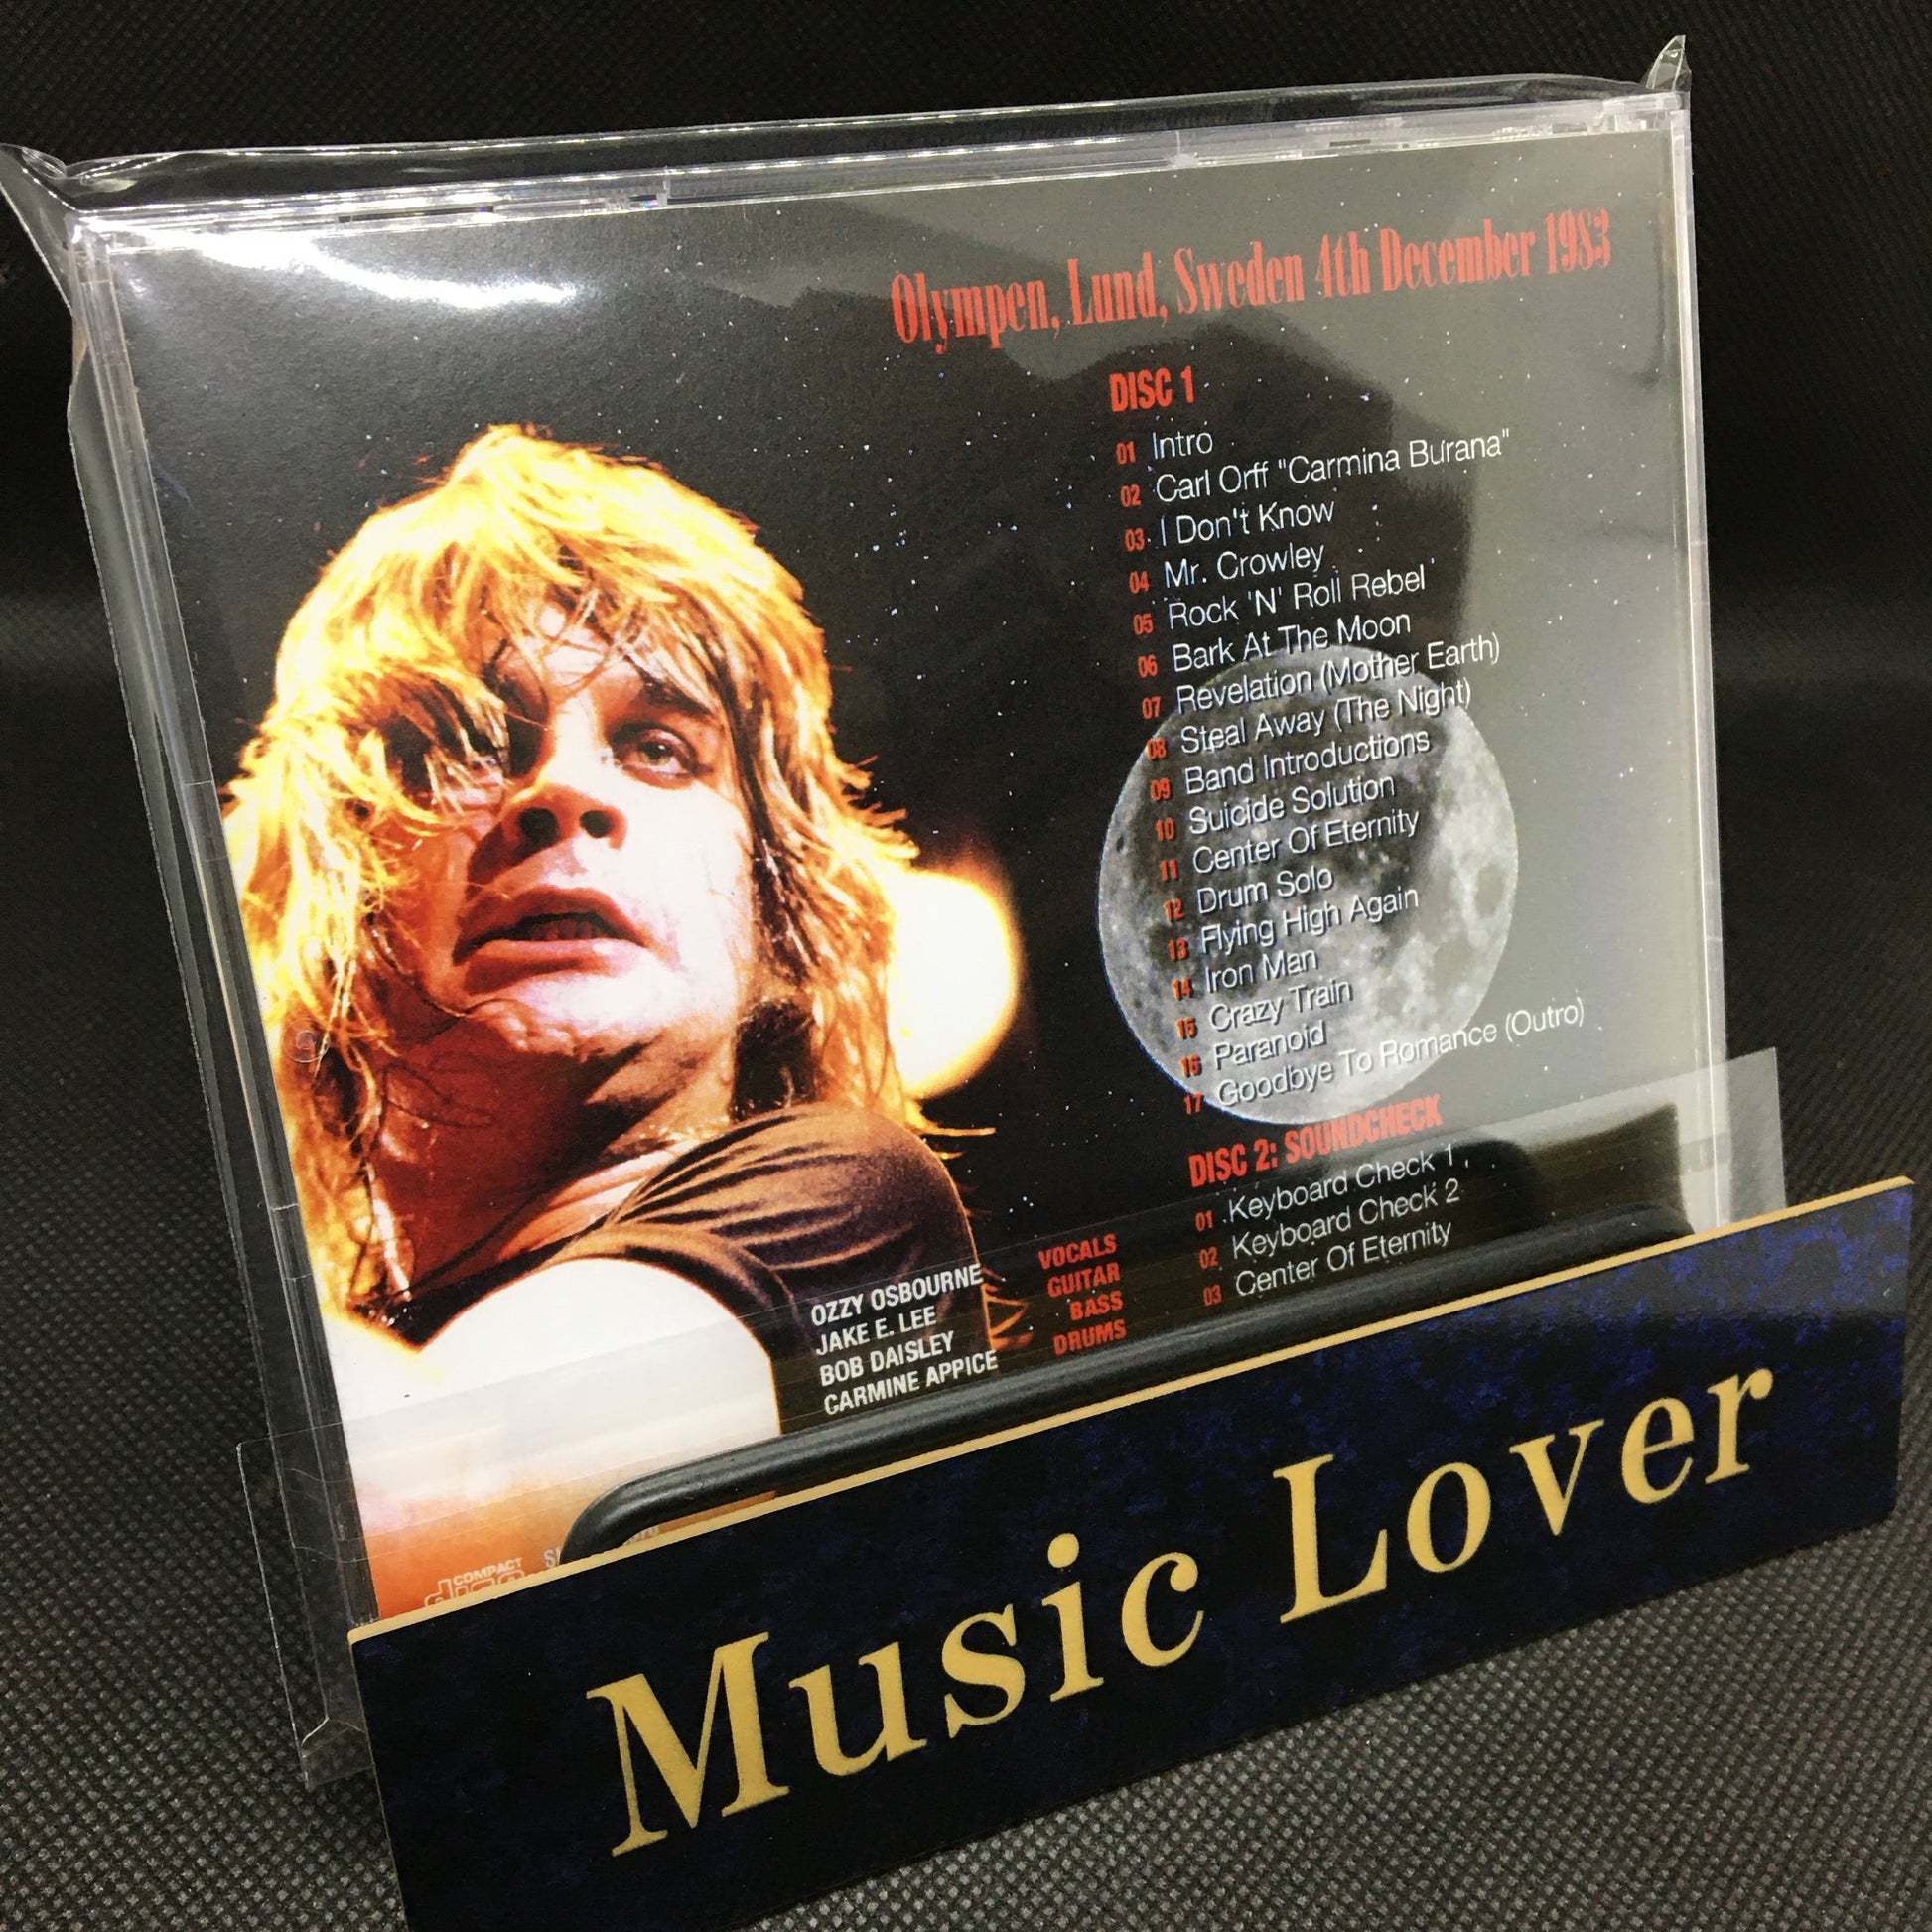 Olympen, Lund, Sweden 4th December 1983
DISC 1
01 Intro
02 Carl Orff "Carmina Burana"
03 I Don't Know
04 Mr. Crowley
05 Rock 'N' Roll Rebel
06 Bark At The Moon
07 Revelation (Mother Earth)
08 Steal Away (The Night)
09 Band Introductions
10 Suicide Solution
11 Center Of Eternity
12 Drum Solo
13 Flying High Again
14 Iron Man
15 Crazy Train
16 Paranoid
17 Goodbye To Romance (Outro)
DISC 2: SOUNDCHECK
01 Keyboard Check 1
02 Keyboard Check 2
03 Center Of Eternity
OZZY OSBOURNE VOCALS
JAKE E. LEE GUITAR
BOB DAISLEY BASS
CARMINE APPICE DRUMS
COMPACT
disc
Music Lover